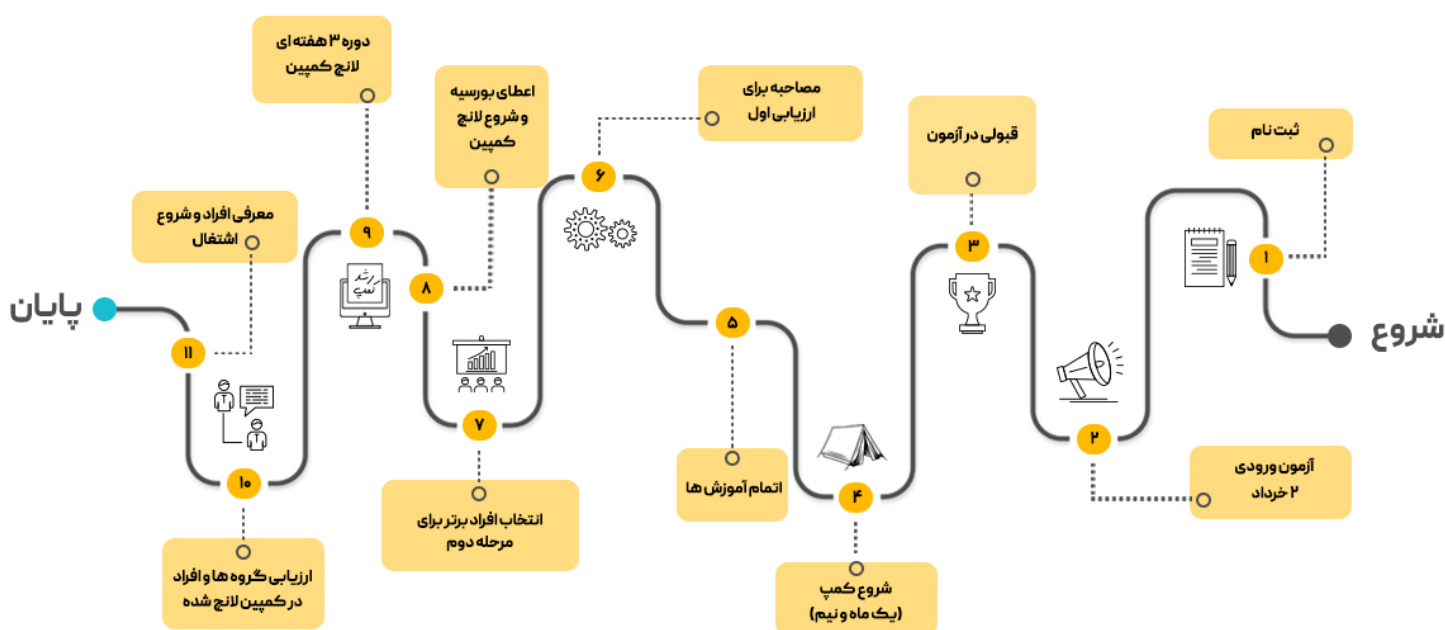 شروع
۱
ثبت نام
۲
آزمون ورودی
۲ خرداد
۳
قبولی در آزمون
۴
شروع کمپ
(یک ماه و نیم)
۵
اتمام آموزش ها
۶
مصاحبه برای
ارزیابی اول
۷
انتخاب افراد برتر برای
مرحله دوم
۸
اعطای بورسیه
و شروع لانچ
کمپین
۹
دوره ۳ هفته ای
لانچ کمپین
رشد
کمپ
۱۰
ارزیابی گروه ها و افراد
در کمپین لانچ شده
۱۱
معرفی افراد و شروع
اشتغال
پایان